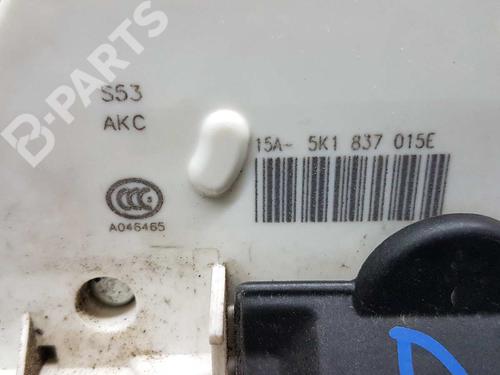 B-PARTS
S53
AKC
15A- 5K1 837 015E
CCC
A046465